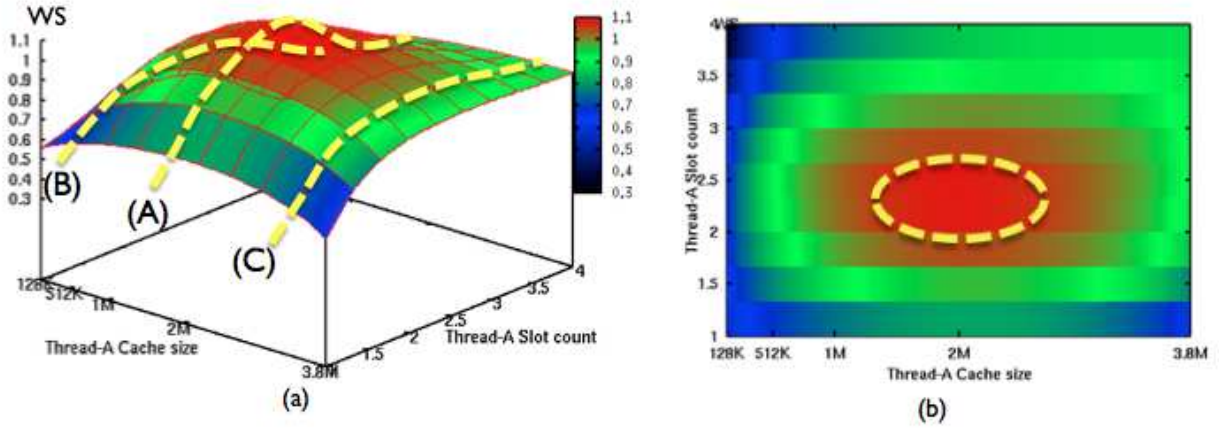 WS
1.1
1
0.9
0.8
0.7
0.6
0.5
0.4
0.3
(B)
(A)
(C)
128K
512K
1M
2M
3.8M
Thread-A Cache size
1.5
2
2.5
3
3.5
4
Thread-A Slot count
1.1
1
0.9
0.8
0.7
0.6
0.5
0.4
0.3
(a)
WS
4
3.5
3
2.5
2
1.5
1
Thread-A Slot count
128K 512K 1M 2M 3.8M
Thread-A Cache size
(b)